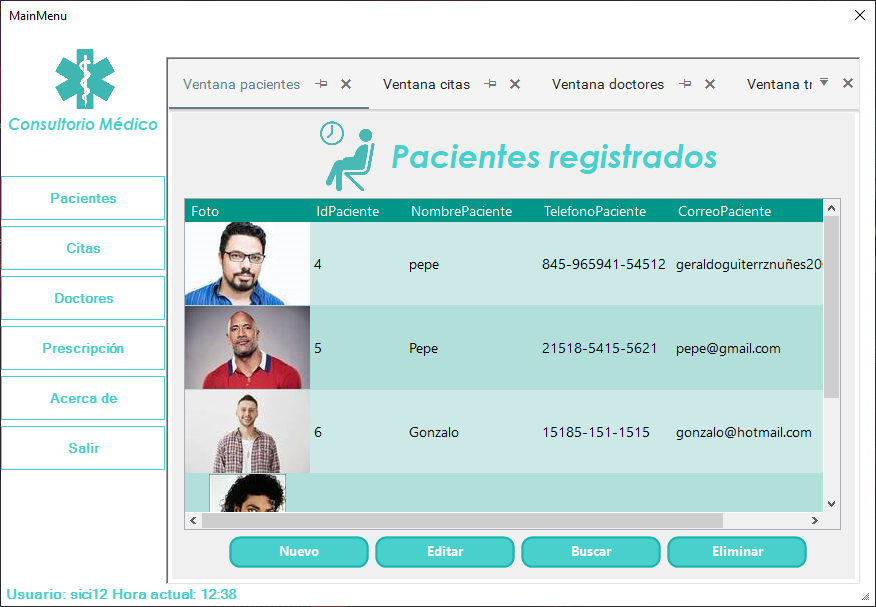 MainMenu
Consultorio Médico
Pacientes
Citas
Doctores
Prescripción
Acerca de
Salir
Ventana pacientes Ventana citas Ventana doctores Ventana tr
Pacientes registrados
Foto IdPaciente NombrePaciente TelefonoPaciente CorreoPaciente
4 pepe 845-965941-54512 geraldoguiterrznuñes20
5 Pepe 21518-5415-5621 pepe@gmail.com
6 Gonzalo 15185-151-1515 gonzalo@hotmail.com
Nuevo Editar Buscar Eliminar
Usuario: sici12 Hora actual: 12:38